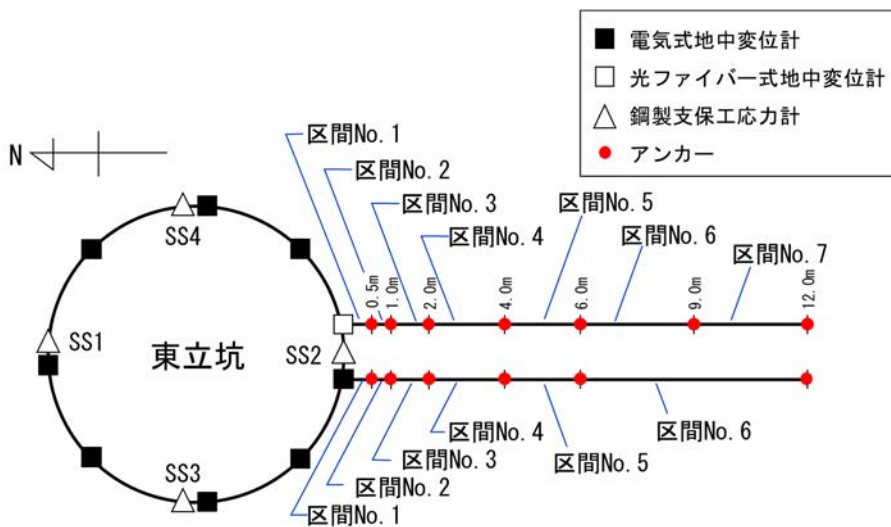 電気式地中変位計
光ファイバー式地中変位計
鋼製支保工応力計
アンカー
N
区間No. 1
区間No. 2
区間No. 3
区間No. 4
区間No. 5
区間No. 6
区間No. 7
0.5m
1.0m
2.0m
4.0m
6.0m
9.0m
12.0m
SS4
SS1
東立坑
SS2
SS3
区間No. 4
区間No. 6
区間No. 3
区間No. 5
区間No. 2
区間No. 1